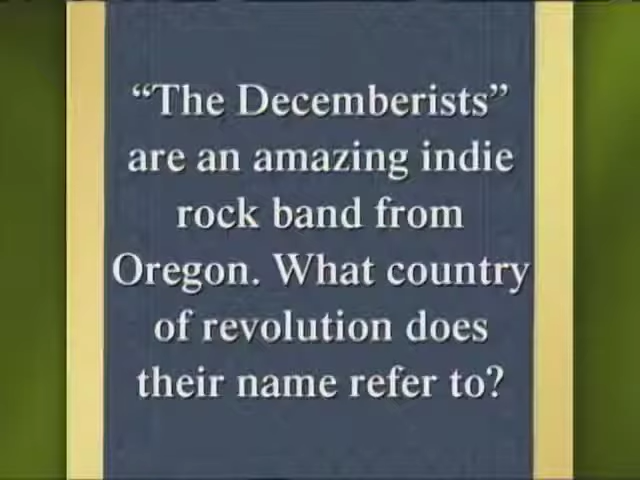 “The Decemberists”
are an amazing indie
rock band from
Oregon. What country
of revolution does
their name refer to?